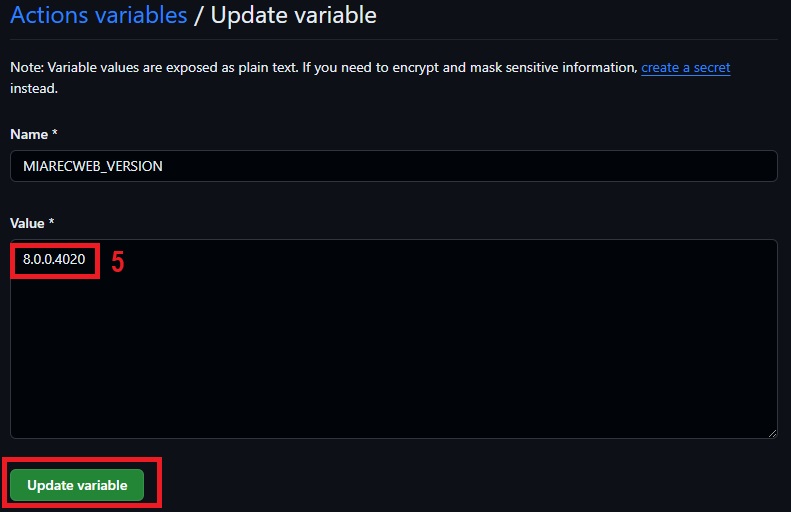 Actions variables / Update variable
Note: Variable values are exposed as plain text. If you need to encrypt and mask sensitive information, create a secret
instead.
Name *
MIARECWEB_VERSION
Value *
8.0.0.4020 5
Update variable